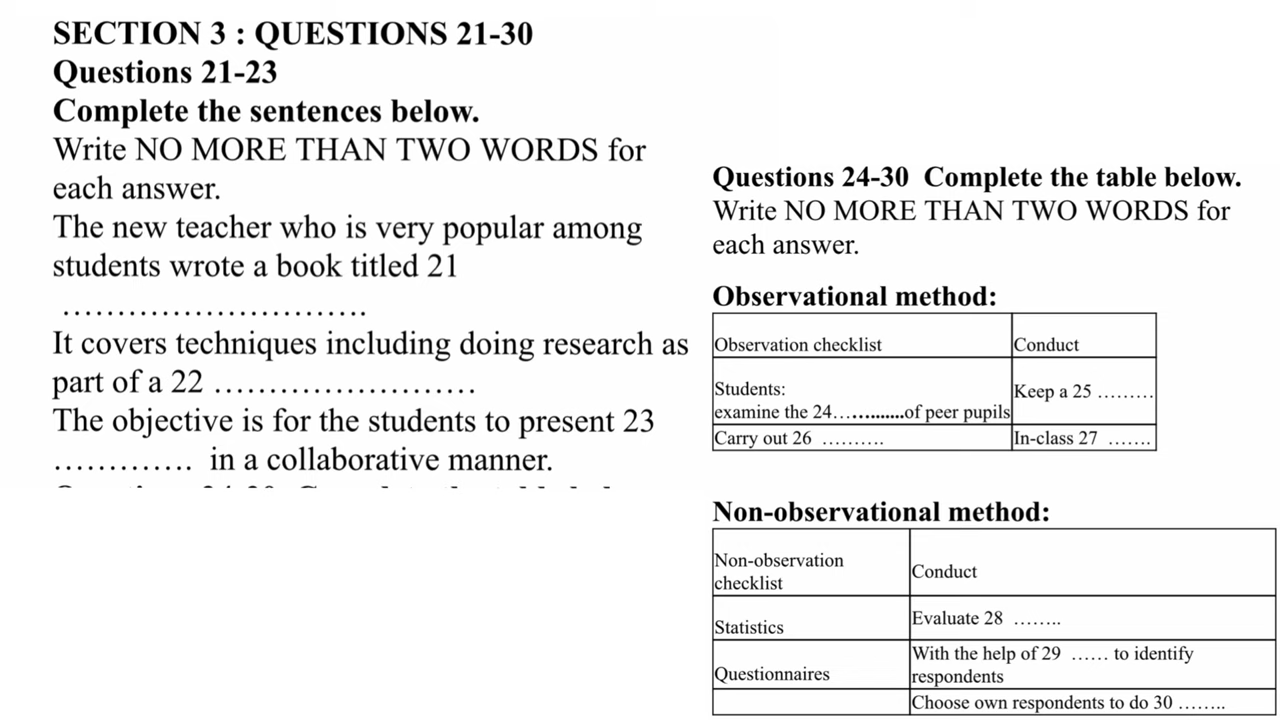 SECTION 3 : QUESTIONS 21-30
Questions 21-23
Complete the sentences below.
Write NO MORE THAN TWO WORDS for
each answer.
The new teacher who is very popular among
students wrote a book titled 21
………………………….
It covers techniques including doing research as
part of a 22 ……………………
The objective is for the students to present 23
…………. in a collaborative manner.
Questions 24-30 Complete the table below.
Write NO MORE THAN TWO WORDS for
each answer.
Observational method:
Observation checklist
Conduct
Students:
examine the 24…………...of peer pupils
Keep a 25 ………
Carry out 26 ……….
In-class 27 …….
Non-observational method:
Non-observation
checklist
Conduct
Statistics
Evaluate 28 ……..
Questionnaires
With the help of 29 …… to identify
respondents
Choose own respondents to do 30 ……..